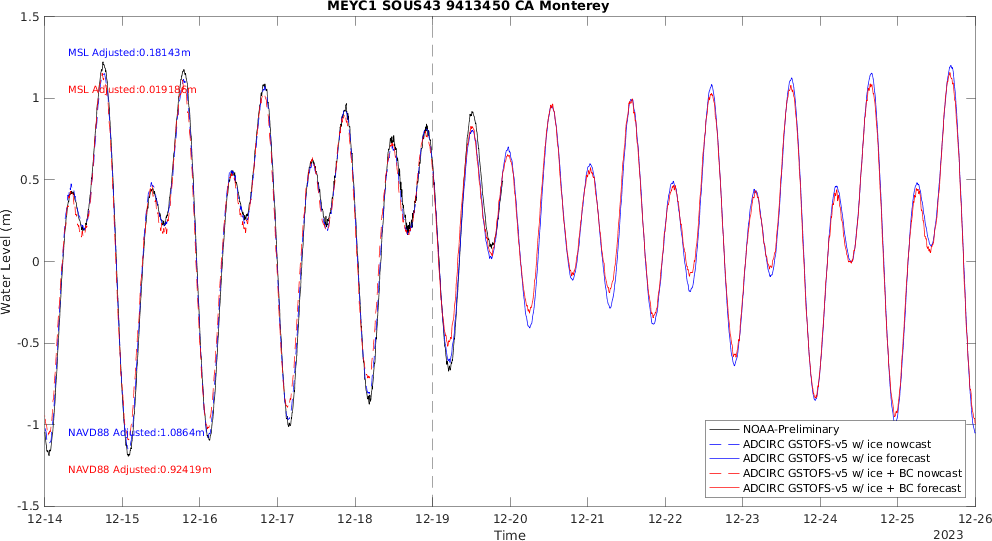 MEYC1 SOUS43 9413450 CA Monterey
1.5
1
0.5
0
-0.5
-1
-1.5
Water Level (m)
MSL Adjusted:0.18143m
MSL Adjusted:0.019186m
NAVD88 Adjusted:1.0864m
NAVD88 Adjusted:0.92419m
NOAA-Preliminary
ADCIRC GSTOFS-v5 w/ ice nowcast
ADCIRC GSTOFS-v5 w/ ice forecast
ADCIRC GSTOFS-v5 w/ ice + BC nowcast
ADCIRC GSTOFS-v5 w/ ice + BC forecast
12-14 12-15 12-16 12-17 12-18 12-19 12-20 12-21 12-22 12-23 12-24 12-25 12-26
Time
2023